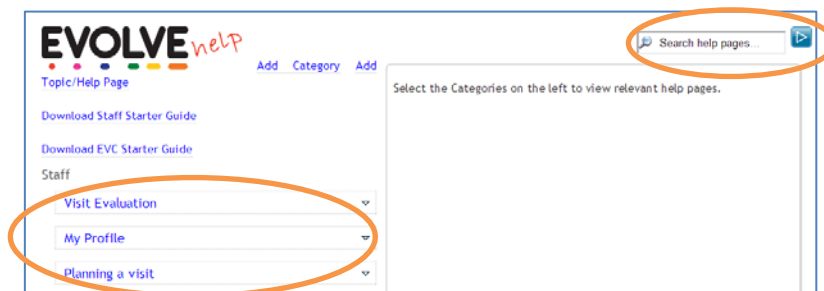 EVOLVE help
Search help pages...
Add Category Add
Topic/Help Page
Select the Categories on the left to view relevant help pages.
Download Staff Starter Guide
Download EVC Starter Guide
Staff
Visit Evaluation
My Profile
Planning a visit